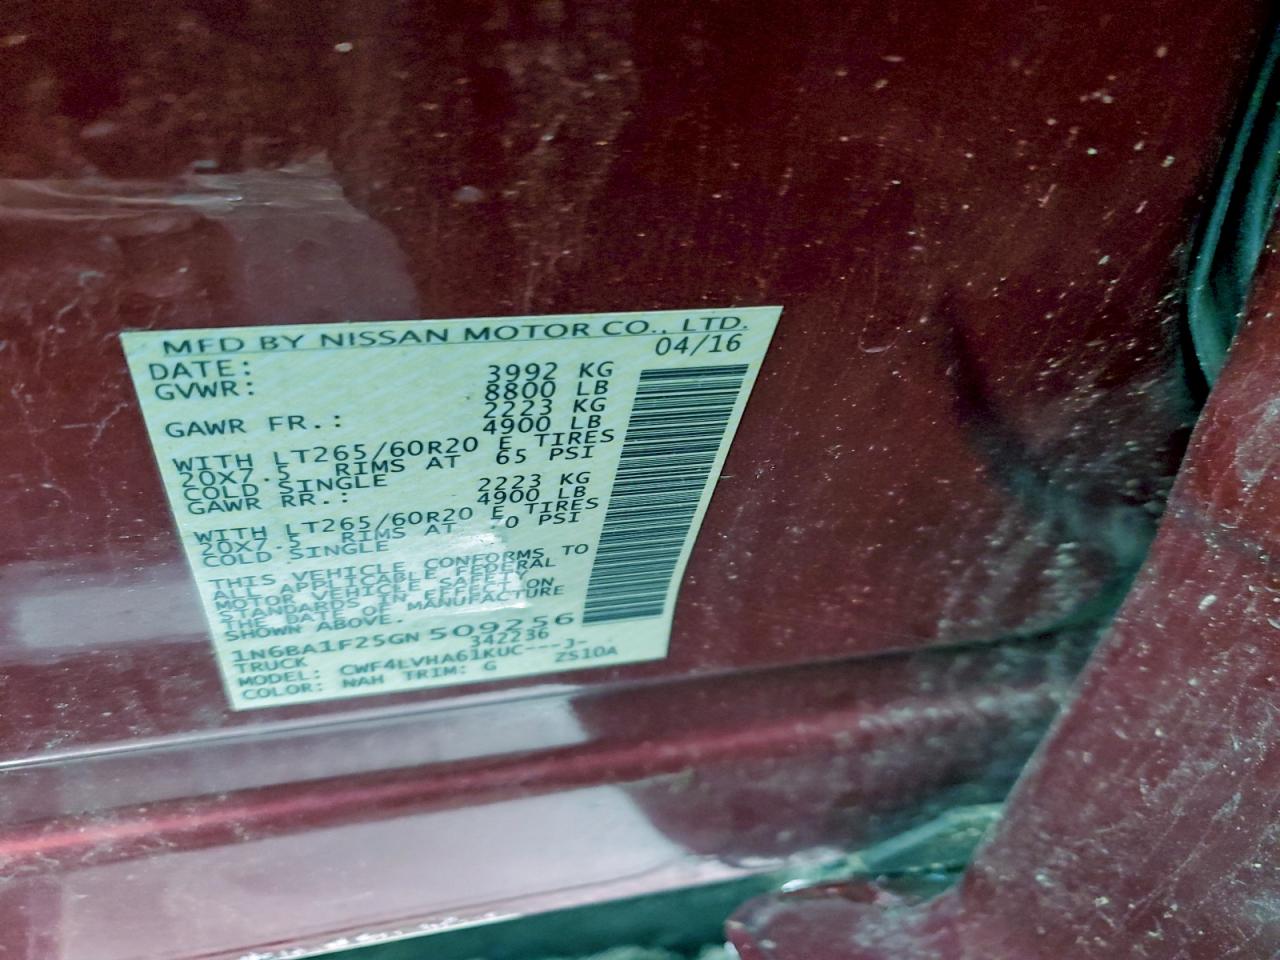 MFD BY NISSAN MOTOR CO., LTD.
DATE: 04/16
GVWR: 3992 KG
8800 LB
GAWR FR.: 2223 KG
4900 LB
WITH LT265/60R20 E TIRES
20X7.5 RIMS AT 65 PSI
COLD SINGLE
GAWR RR.: 2223 KG
4900 LB
WITH LT265/60R20 E TIRES
20X7.5 RIMS AT 70 PSI
COLD SINGLE
THIS VEHICLE CONFORMS TO
ALL APPLICABLE FEDERAL
MOTOR VEHICLE SAFETY
STANDARDS IN EFFECT ON
THE DATE OF MANUFACTURE
SHOWN ABOVE.
1N6BA1F25GN509256
TRUCK 342236
MODEL: CWF4LVHA61KUC---J-
COLOR: NAH TRIM: G ZS10A